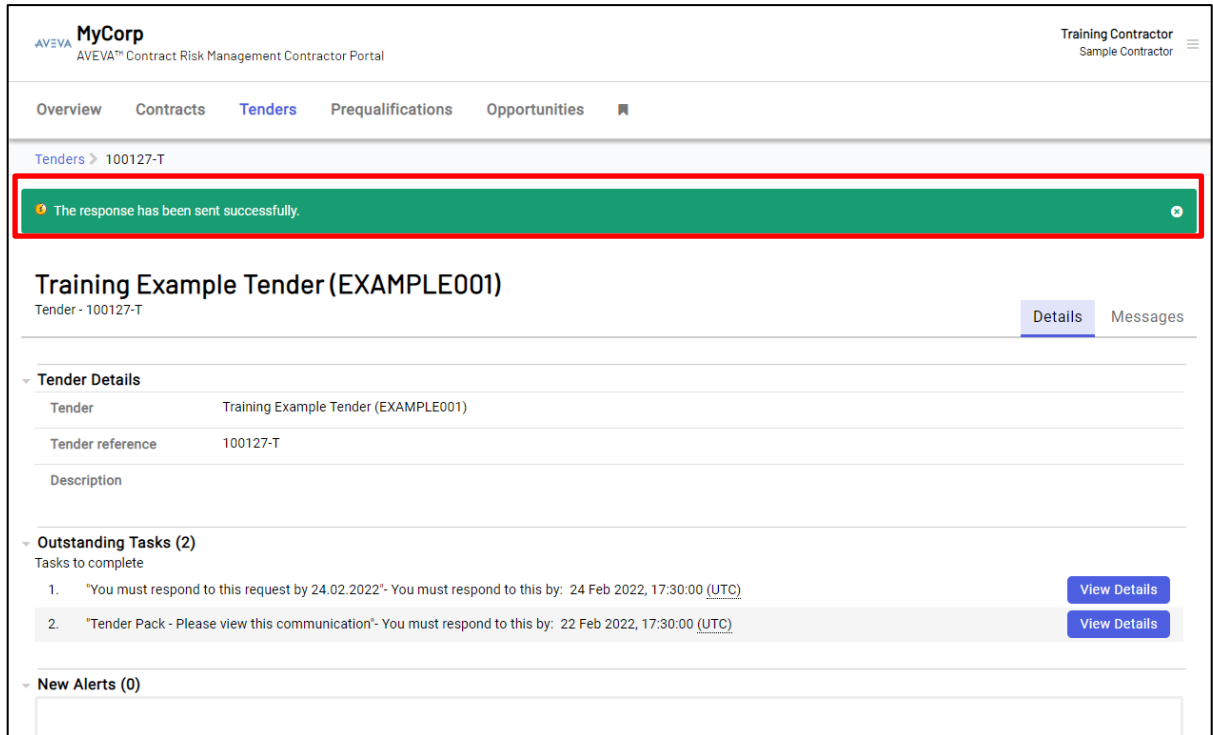 AVEVA MyCorp
AVEVA™ Contract Risk Management Contractor Portal
Training Contractor
Sample Contractor
Overview Contracts Tenders Prequalifications Opportunities
Tenders > 100127-T
The response has been sent successfully.
Training Example Tender (EXAMPLE001)
Tender - 100127-T
Details Messages
Tender Details
Tender Training Example Tender (EXAMPLE001)
Tender reference 100127-T
Description
Outstanding Tasks (2)
Tasks to complete
1. "You must respond to this request by 24.02.2022"- You must respond to this by: 24 Feb 2022, 17:30:00 (UTC) View Details
2. "Tender Pack - Please view this communication"- You must respond to this by: 22 Feb 2022, 17:30:00 (UTC) View Details
New Alerts (0)